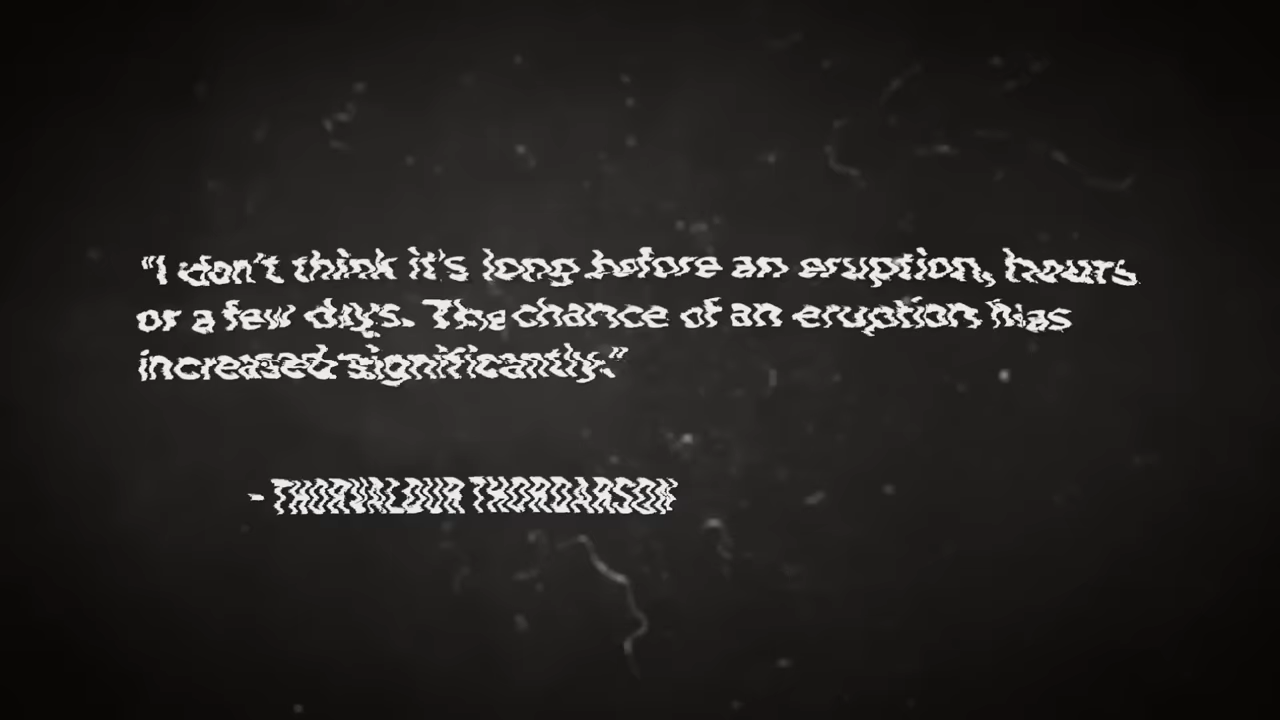 “I don’t think it’s long before an eruption, hours
or a few days. The chance of an eruption has
increased significantly.”
- THORVALDUR THORDARSON